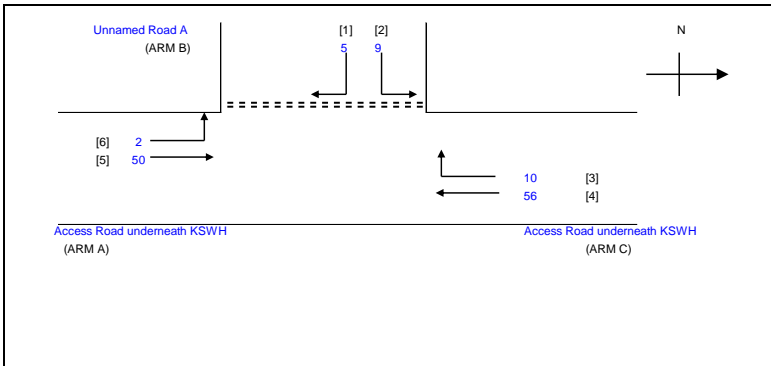 Unnamed Road A [1] [2] N
(ARM B) 5 9
[6] 2
[5] 50
10 [3]
56 [4]
Access Road underneath KSWH Access Road underneath KSWH
(ARM A) (ARM C)